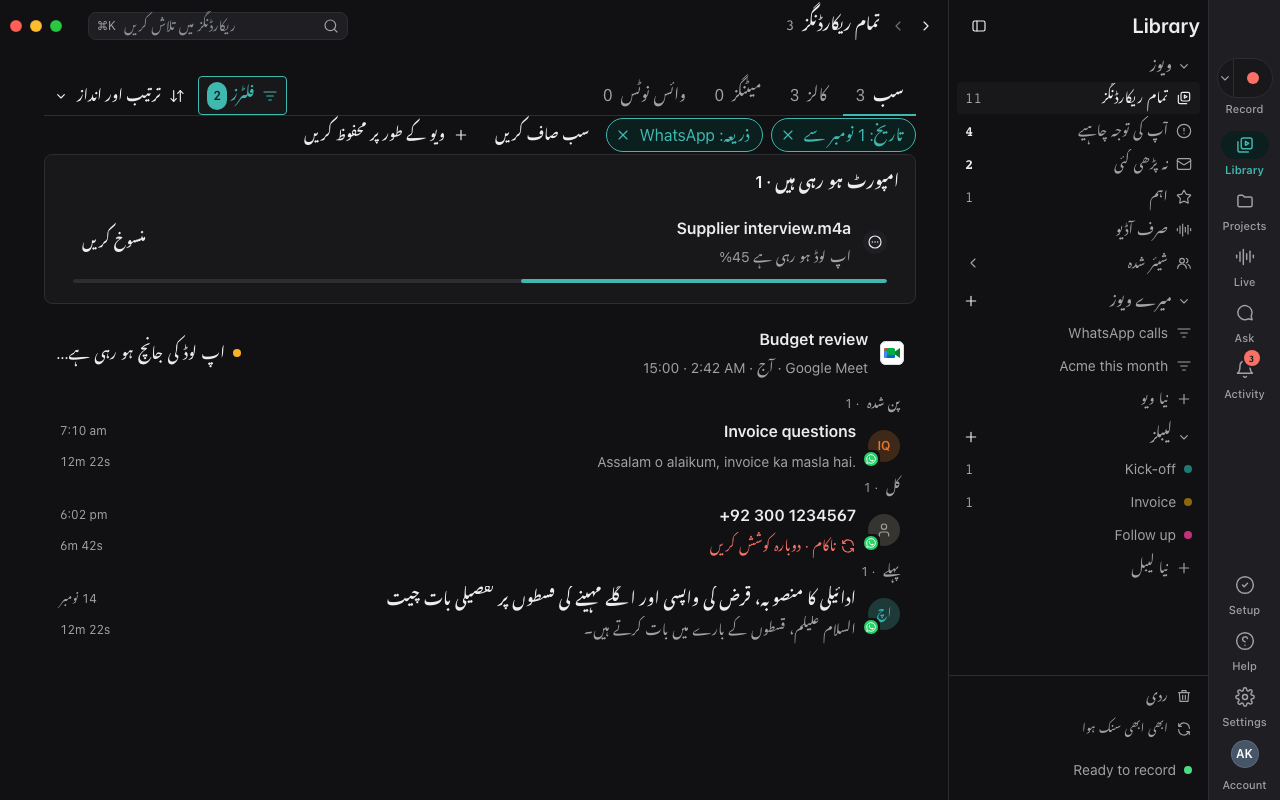 Record
Library
Projects
Live
Ask
3
Activity
Setup
Help
Settings
AK
Account
Library
ویوز
تمام ریکارڈنگز 11
آپ کی توجہ چاہیے 4
نہ پڑھی گئی 2
اہم 1
صرف آڈیو
شیئر شدہ
میرے ویوز
WhatsApp calls
Acme this month
نیا ویو
لیبلز
Kick-off 1
Invoice 1
Follow up
نیا لیبل
ردی
ابھی ابھی سنک ہوا
Ready to record
تمام ریکارڈنگز 3
ریکارڈنگز میں تلاش کریں ⌘K
سب 3 کالز 3 میٹنگز 0 وائس نوٹس 0
فلٹرز 2
ترتیب اور انداز
تاریخ: 1 نومبر سے ×
ذریعہ: WhatsApp ×
سب صاف کریں
+ ویو کے طور پر محفوظ کریں
امپورٹ ہو رہی ہیں · 1
Supplier interview.m4a
اپ لوڈ ہو رہی ہے 45%
منسوخ کریں
Budget review
Google Meet · آج · 2:42 AM · 15:00
اپ لوڈ کی جانچ ہو رہی ہے...
پن شدہ · 1
IQ
Invoice questions
7:10 am
Assalam o alaikum, invoice ka masla hai.
12m 22s
کل · 1
+92 300 1234567
6:02 pm
ناکام · دوبارہ کوشش کریں
6m 42s
پہلے · 1
اچ
ادائیلی کا منصوبہ، قرض کی واپسی اور اگلے مہینے کی قسطوں پر تفصیلی بات چیت
14 نومبر
السلام علیکم، قسطوں کے بارے میں بات کرتے ہیں۔
12m 22s